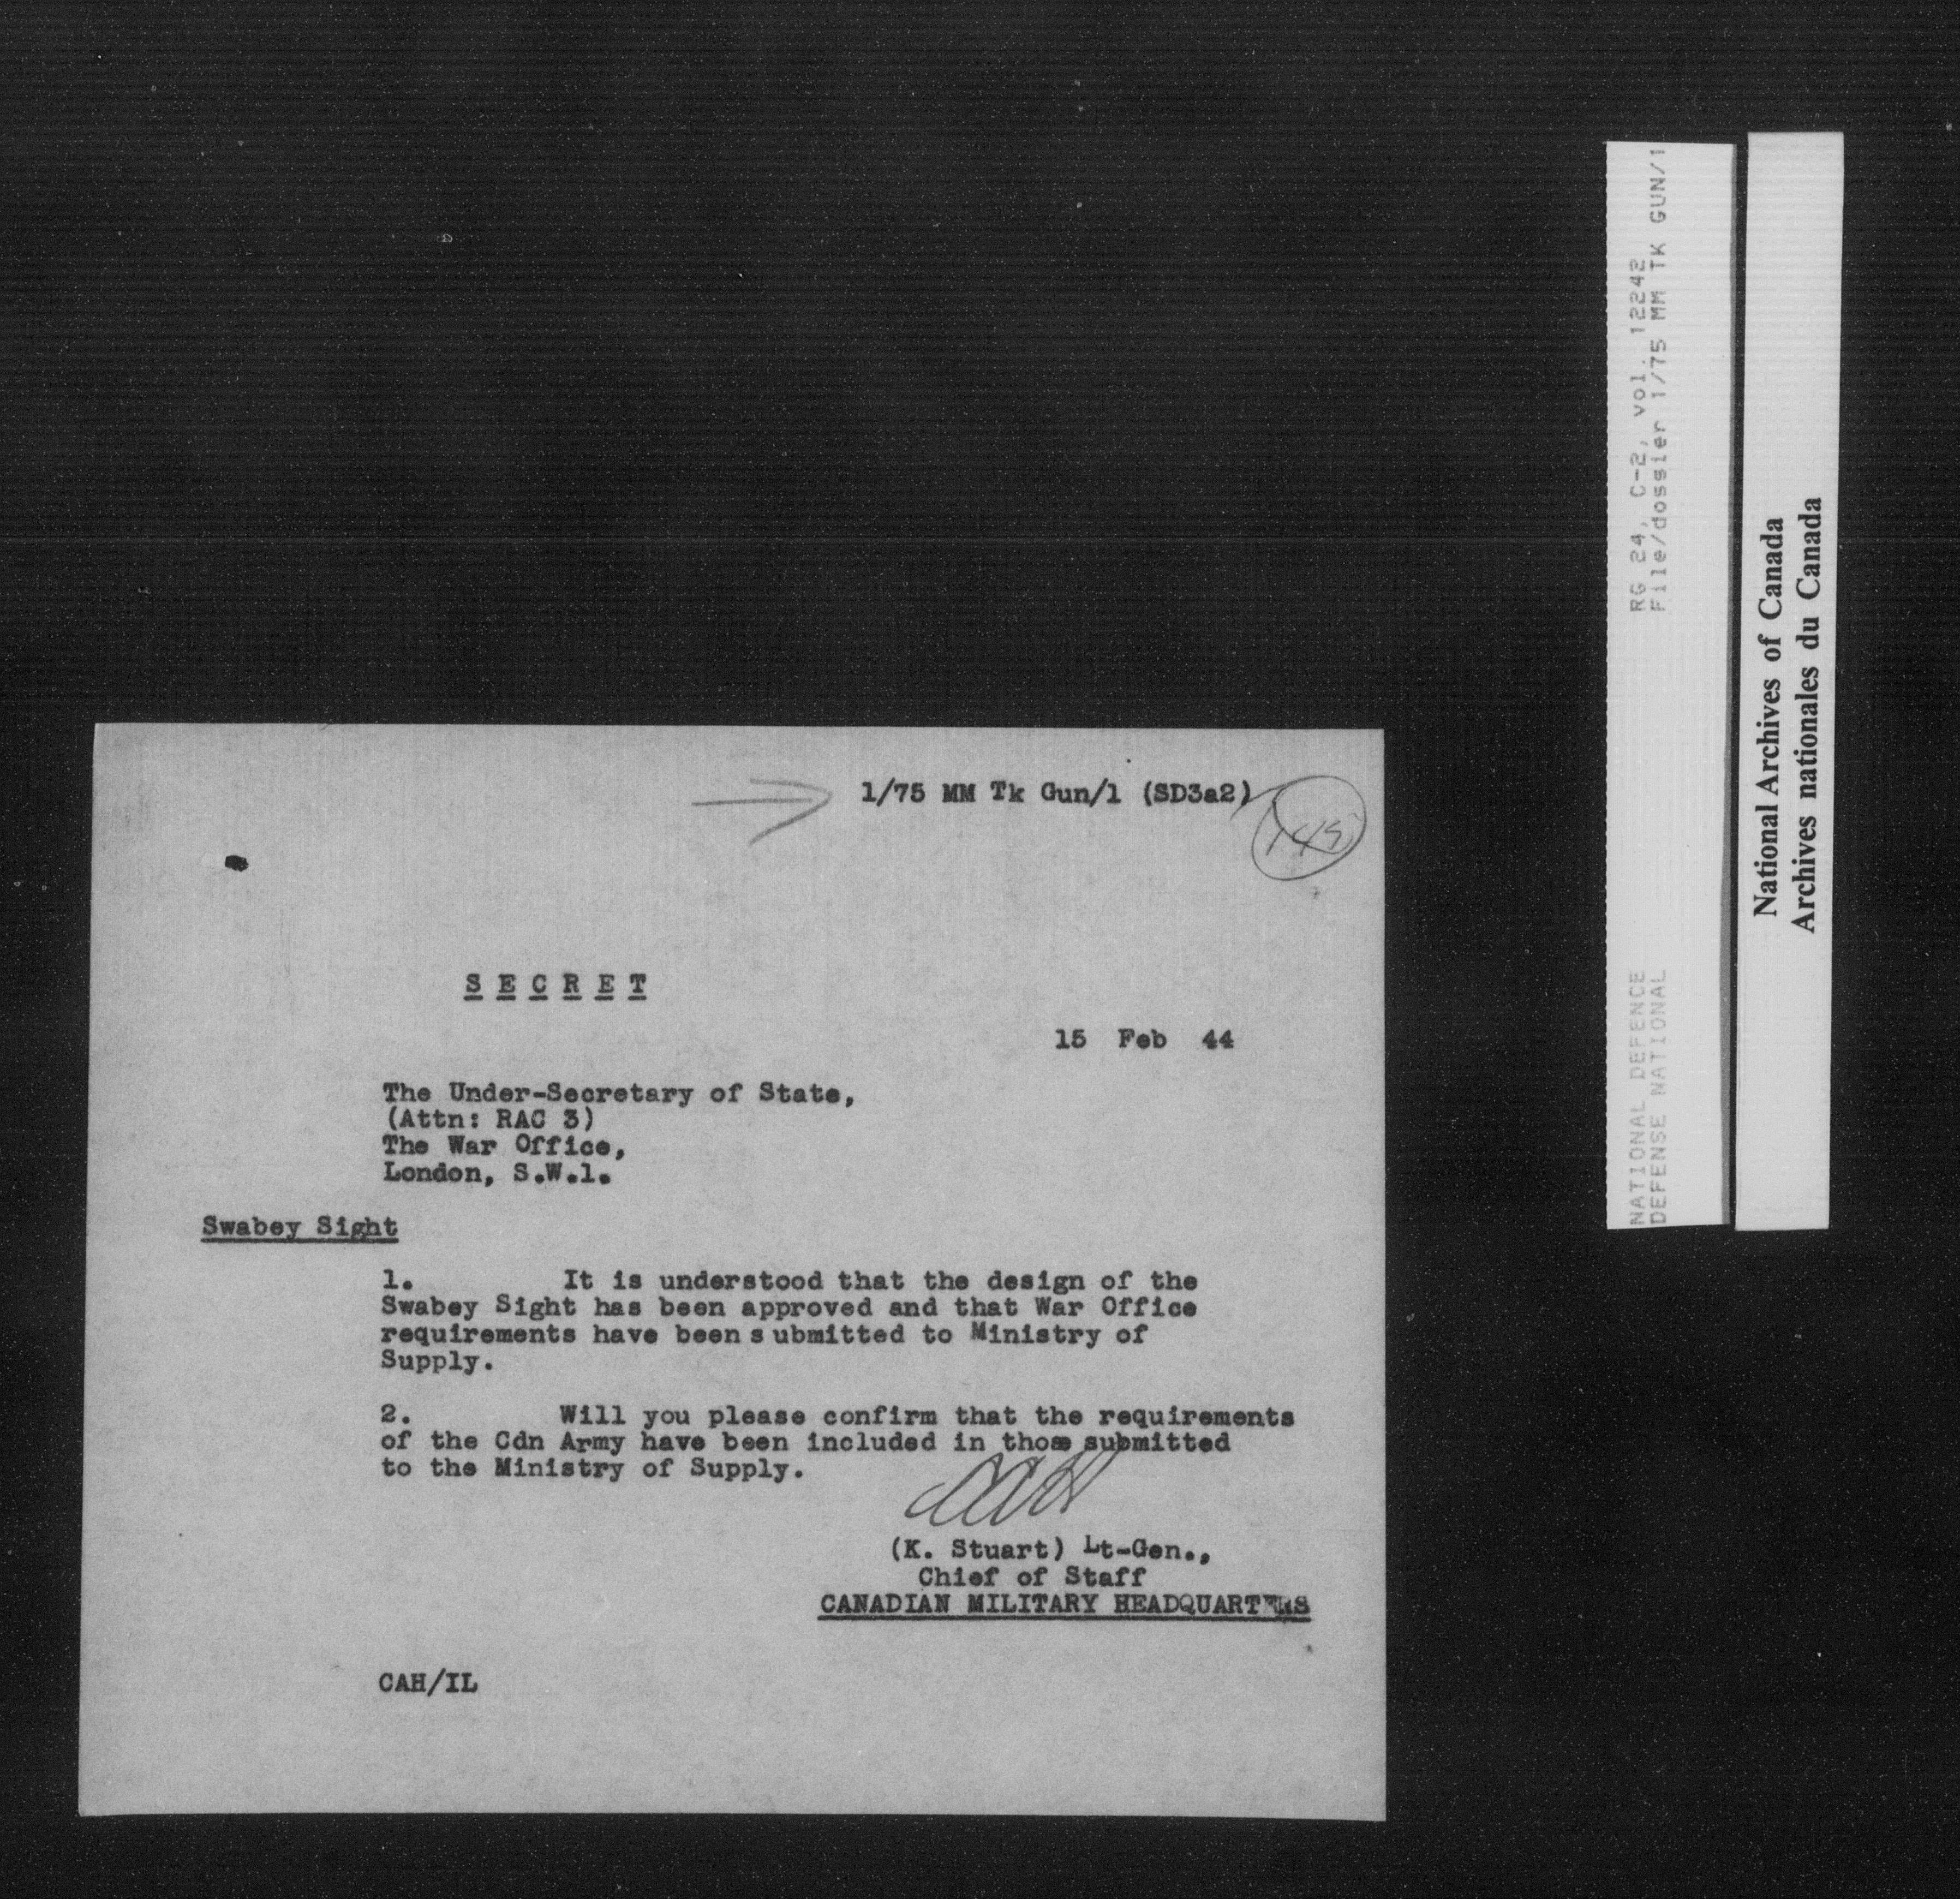 1/75 MM Tk Gun/1 (SD3a2)
145
S E C R E T
15 Feb 44
The Under-Secretary of State,
(Attn: RAC 3)
The War Office,
London, S.W.1.
Swabey Sight
1. It is understood that the design of the
Swabey Sight has been approved and that War Office
requirements have been submitted to Ministry of
Supply.
2. Will you please confirm that the requirements
of the Cdn Army have been included in those submitted
to the Ministry of Supply.
(K. Stuart) Lt-Gen.,
Chief of Staff
CANADIAN MILITARY HEADQUARTERS
CAH/IL
NATIONAL DEFENCE RG 24, C-2, vol. 12242
DEFENSE NATIONAL File/dossier 1/75 MM TK GUN/1
National Archives of Canada
Archives nationales du Canada